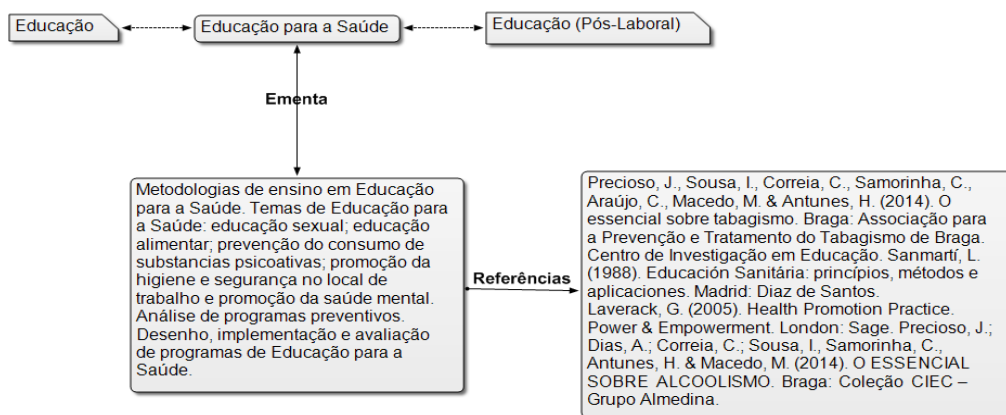 Educação
Educação para a Saúde
Educação (Pós-Laboral)
Ementa
Metodologias de ensino em Educação
para a Saúde. Temas de Educação para
a Saúde: educação sexual; educação
alimentar; prevenção do consumo de
substancias psicoativas; promoção da
higiene e segurança no local de
trabalho e promoção da saúde mental.
Análise de programas preventivos.
Desenho, implementação e avaliação
de programas de Educação para a
Saúde.
Referências
Precioso, J., Sousa, I., Correia, C., Samorinha, C.,
Araújo, C., Macedo, M. & Antunes, H. (2014). O
essencial sobre tabagismo. Braga: Associação para
a Prevenção e Tratamento do Tabagismo de Braga.
Centro de Investigação em Educação. Sanmartí, L.
(1988). Educación Sanitária: princípios, métodos e
aplicaciones. Madrid: Diaz de Santos.
Laverack, G. (2005). Health Promotion Practice.
Power & Empowerment. London: Sage. Precioso, J.;
Dias, A.; Correia, C.; Sousa, I., Samorinha, C.,
Antunes, H. & Macedo, M. (2014). O ESSENCIAL
SOBRE ALCOOLISMO. Braga: Coleção CIEC –
Grupo Almedina.